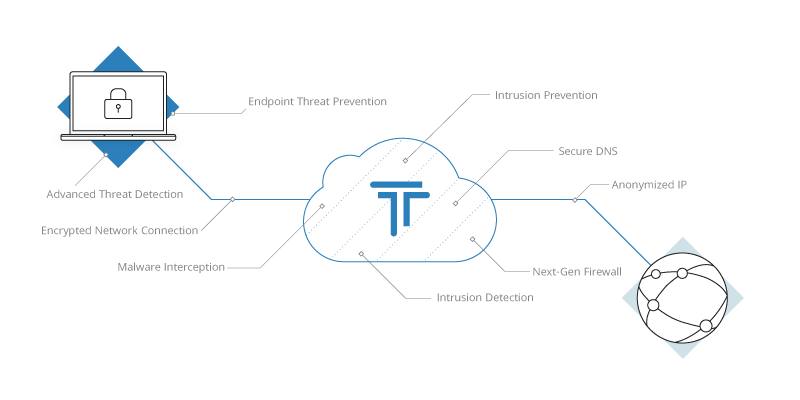 Endpoint Threat Prevention
Intrusion Prevention
Secure DNS
Advanced Threat Detection
Anonymized IP
Encrypted Network Connection
Malware Interception
Next-Gen Firewall
Intrusion Detection